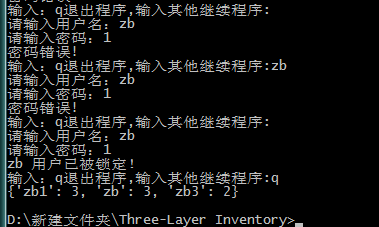 输入：q退出程序,输入其他继续程序:
请输入用户名：zb
请输入密码：1
密码错误!
输入：q退出程序,输入其他继续程序:zb
请输入用户名：zb
请输入密码：1
密码错误!
输入：q退出程序,输入其他继续程序:
请输入用户名：zb
请输入密码：1
zb 用户已被锁定!
输入：q退出程序,输入其他继续程序:q
{'zb1': 3, 'zb': 3, 'zb3': 2}
D:\新建文件夹\Three-Layer Inventory>